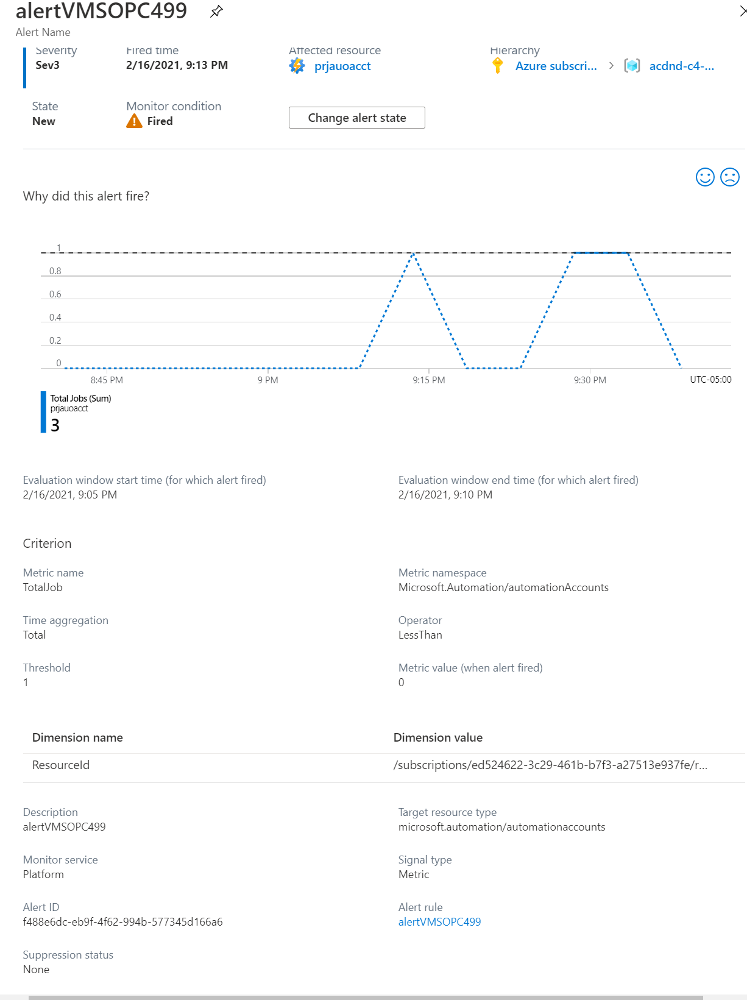 alertVMSOPC499
Alert Name
Severity Fired time Affected resource Hierarchy
Sev3 2/16/2021, 9:13 PM prjauoacct Azure subscri... > acdnd-c4-...
State Monitor condition
New Fired Change alert state
Why did this alert fire?
1
0.8
0.6
0.4
0.2
0
8:45 PM 9 PM 9:15 PM 9:30 PM UTC-05:00
Total Jobs (Sum)
prjauoacct
3
Evaluation window start time (for which alert fired) Evaluation window end time (for which alert fired)
2/16/2021, 9:05 PM 2/16/2021, 9:10 PM
Criterion
Metric name Metric namespace
TotalJob Microsoft.Automation/automationAccounts
Time aggregation Operator
Total LessThan
Threshold Metric value (when alert fired)
1 0
Dimension name Dimension value
ResourceId /subscriptions/ed524622-3c29-461b-b7f3-a27513e937fe/r...
Description Target resource type
alertVMSOPC499 microsoft.automation/automationaccounts
Monitor service Signal type
Platform Metric
Alert ID Alert rule
f488e6dc-eb9f-4f62-994b-577345d166a6 alertVMSOPC499
Suppression status
None